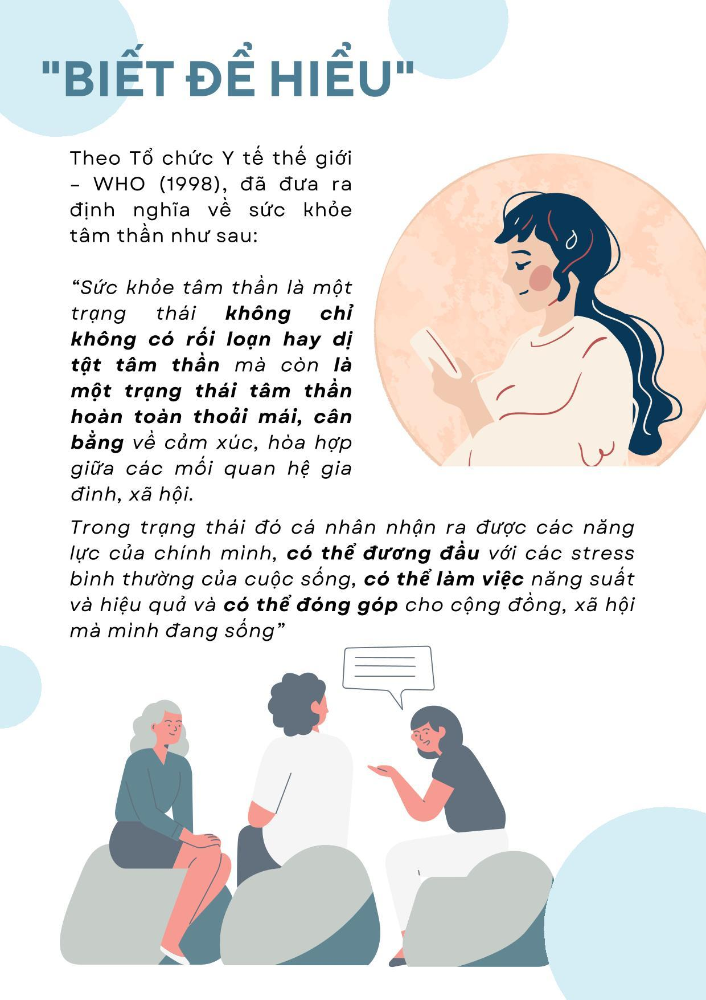 "BIẾT ĐỂ HIỂU"
Theo Tổ chức Y tế thế giới
– WHO (1998), đã đưa ra
định nghĩa về sức khỏe
tâm thần như sau:
“Sức khỏe tâm thần là một
trạng thái không chỉ
không có rối loạn hay dị
tật tâm thần mà còn là
một trạng thái tâm thần
hoàn toàn thoải mái, cân
bằng về cảm xúc, hòa hợp
giữa các mối quan hệ gia
đình, xã hội.
Trong trạng thái đó cá nhân nhận ra được các năng
lực của chính mình, có thể đương đầu với các stress
bình thường của cuộc sống, có thể làm việc năng suất
và hiệu quả và có thể đóng góp cho cộng đồng, xã hội
mà mình đang sống”